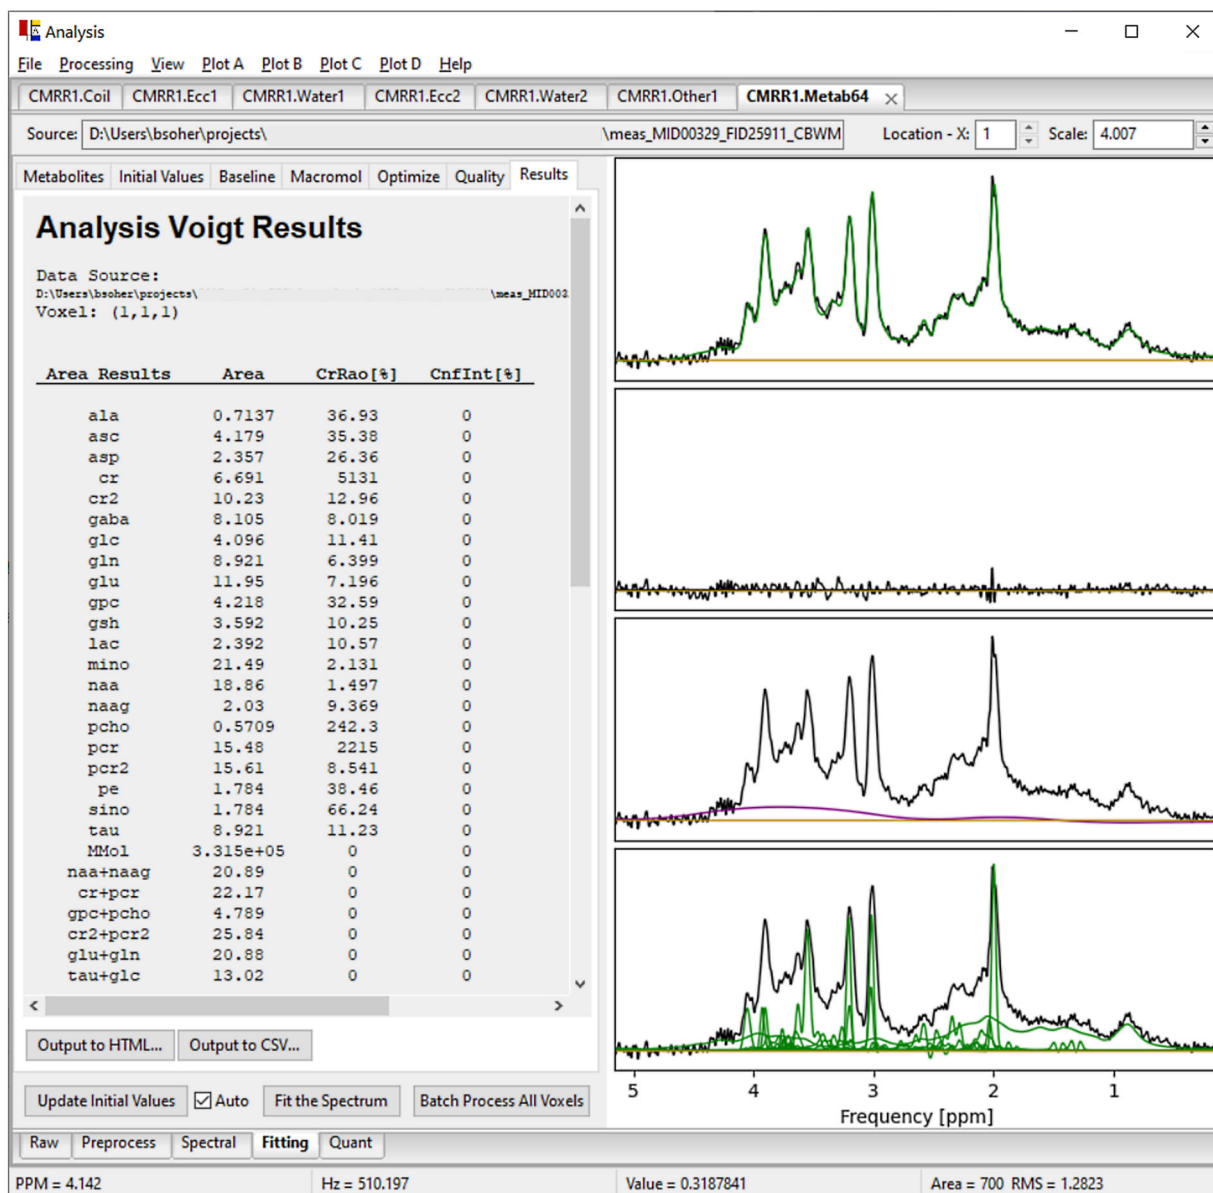 Analysis
File Processing View Plot A Plot B Plot C Plot D Help
CMRR1.Coil CMRR1.Ecc1 CMRR1.Water1 CMRR1.Ecc2 CMRR1.Water2 CMRR1.Other1 CMRR1.Metab64
Source: D:\Users\bsoher\projects\ \meas_MID00329_FID25911_CBWM Location - X: 1 Scale: 4.007
Metabolites Initial Values Baseline Macromol Optimize Quality Results
Analysis Voigt Results
Data Source:
D:\Users\bsoher\projects\ \meas_MID003
Voxel: (1,1,1)
Area Results Area CrRao[%] CnfInt[%]
ala 0.7137 36.93 0
asc 4.179 35.38 0
asp 2.357 26.36 0
cr 6.691 5131 0
cr2 10.23 12.96 0
gaba 8.105 8.019 0
glc 4.096 11.41 0
gln 8.921 6.399 0
glu 11.95 7.196 0
gpc 4.218 32.59 0
gsh 3.592 10.25 0
lac 2.392 10.57 0
mino 21.49 2.131 0
naa 18.86 1.497 0
naag 2.03 9.369 0
pcho 0.5709 242.3 0
pcr 15.48 2215 0
pcr2 15.61 8.541 0
pe 1.784 38.46 0
sino 1.784 66.24 0
tau 8.921 11.23 0
MMol 3.315e+05 0 0
naa+naag 20.89 0 0
cr+pcr 22.17 0 0
gpc+pcho 4.789 0 0
cr2+pcr2 25.84 0 0
glu+gln 20.88 0 0
tau+glc 13.02 0 0
Output to HTML... Output to CSV...
Update Initial Values Auto Fit the Spectrum Batch Process All Voxels
5 4 3 2 1
Frequency [ppm]
Raw Preprocess Spectral Fitting Quant
PPM = 4.142 Hz = 510.197 Value = 0.3187841 Area = 700 RMS = 1.2823